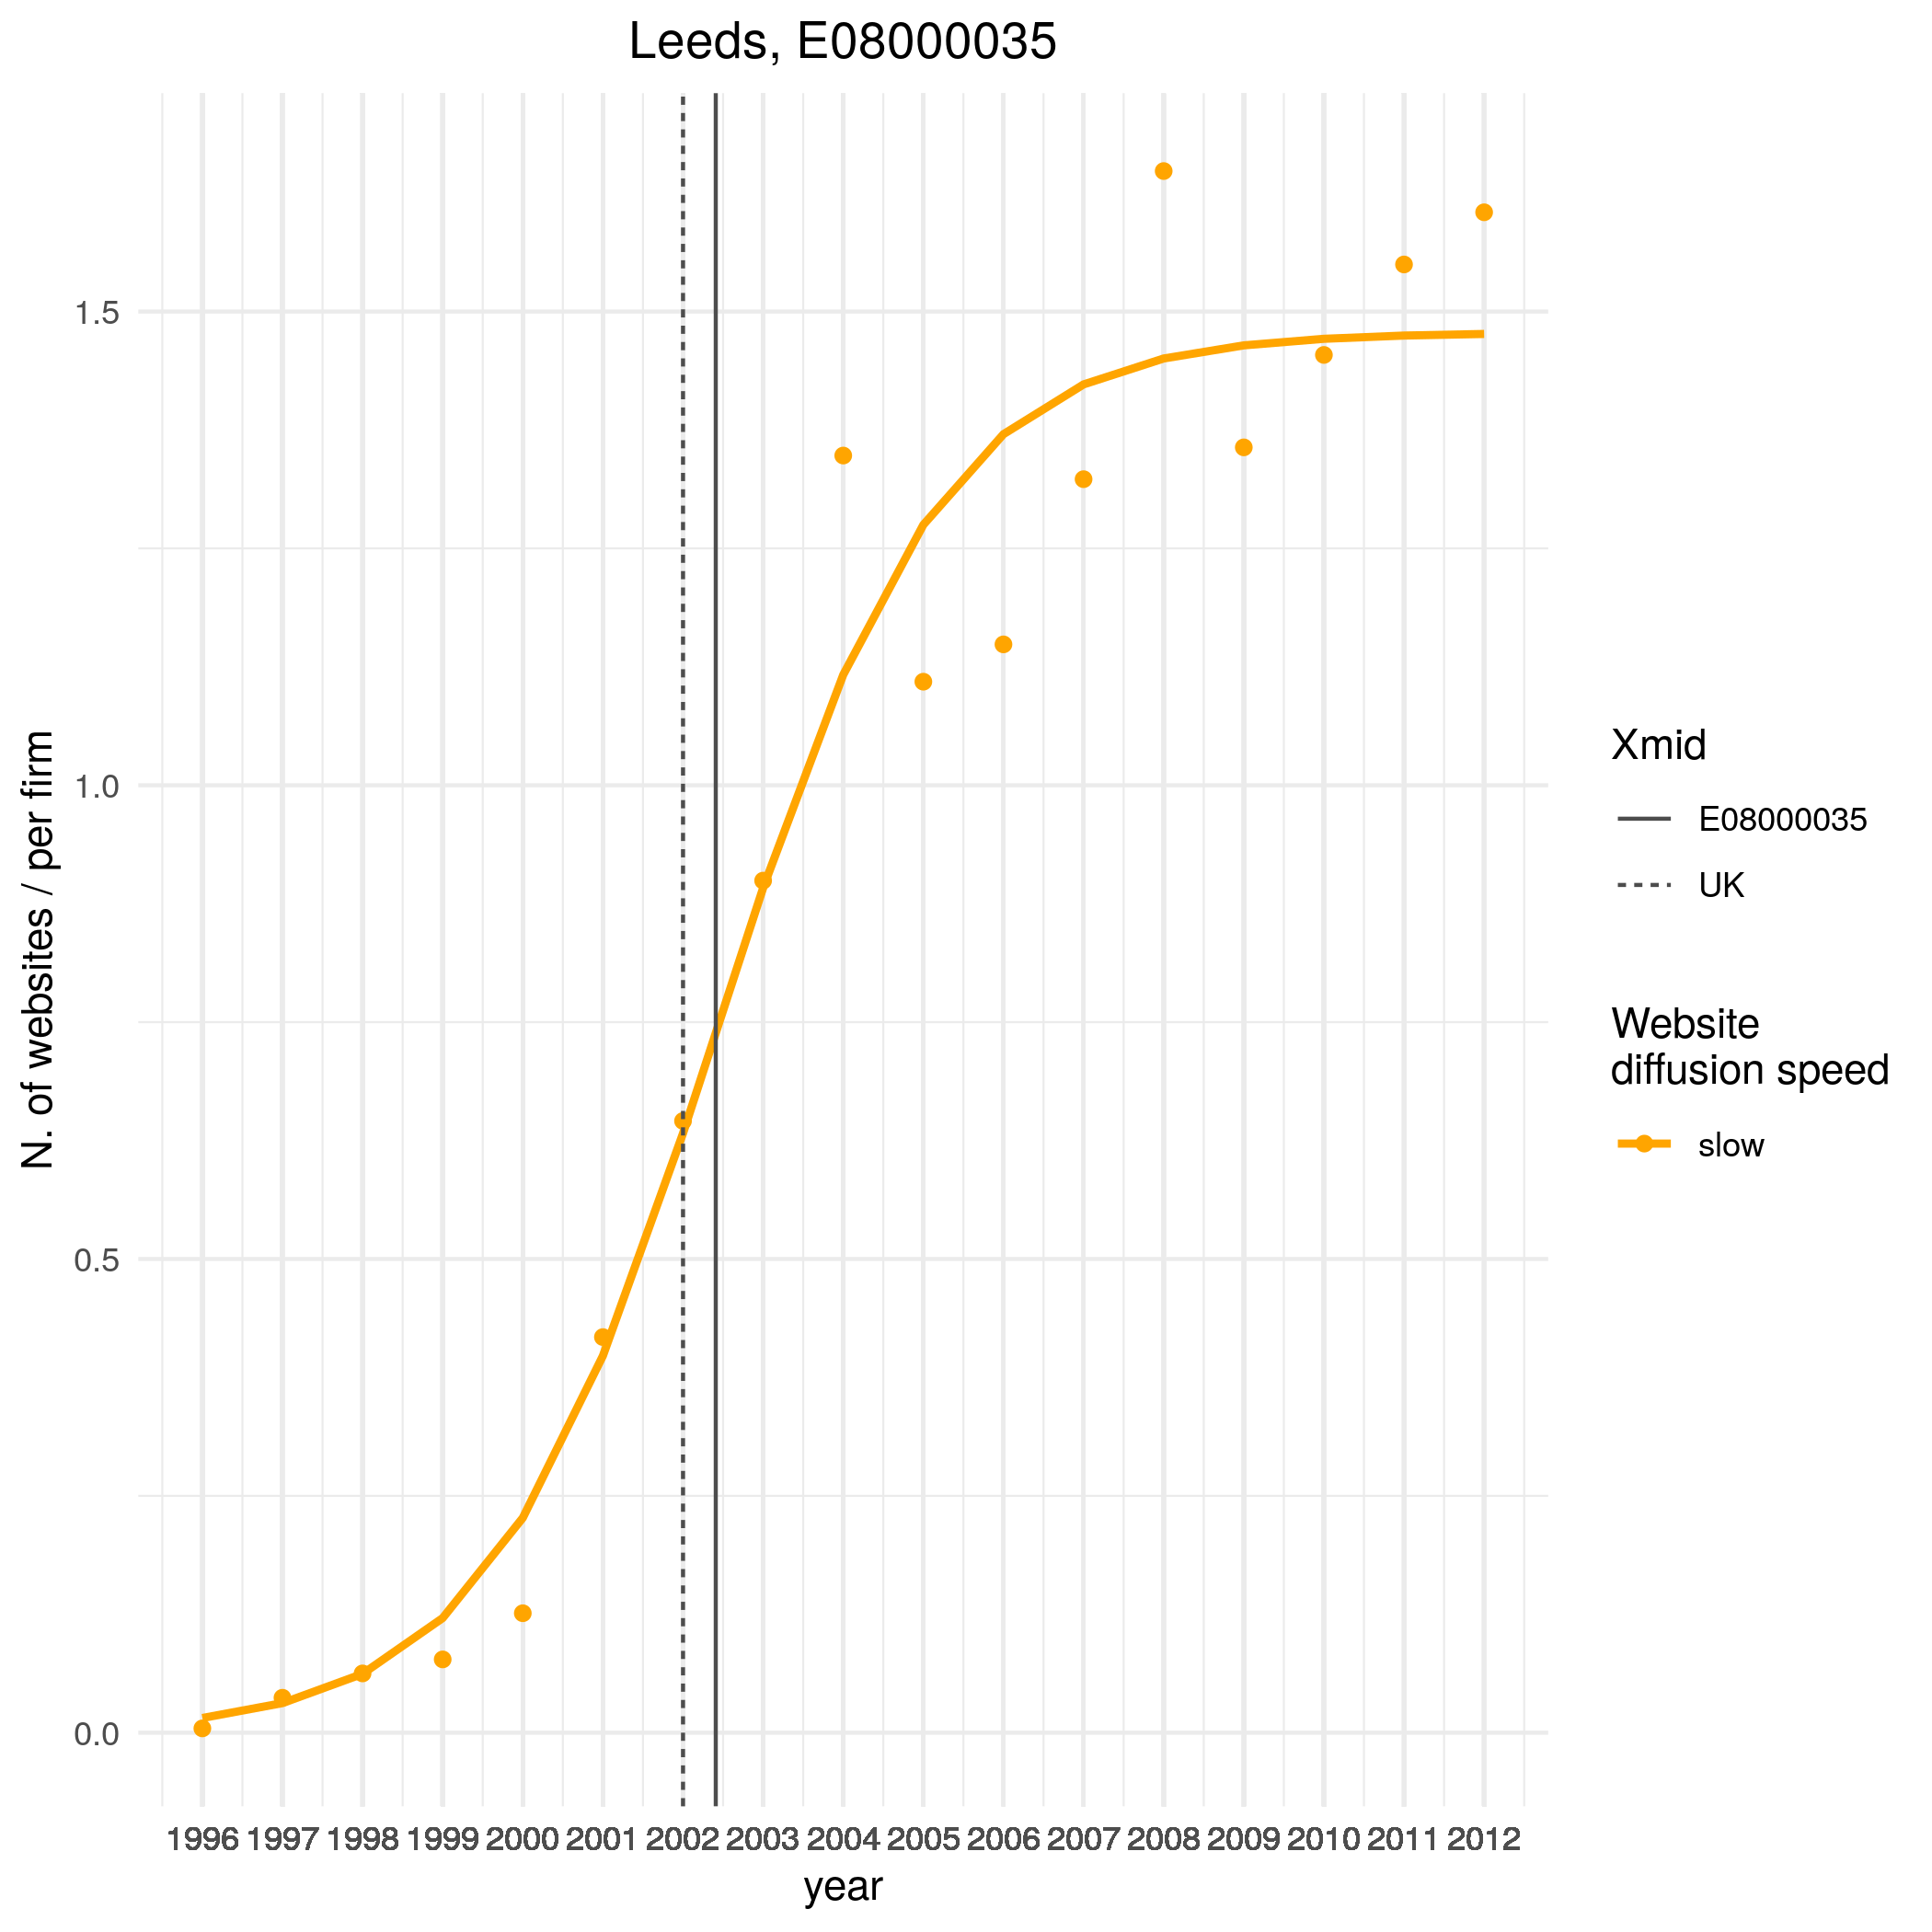 Leeds, E08000035
N. of websites / per firm
1.5
1.0
0.5
0.0
1996 1997 1998 1999 2000 2001 2002 2003 2004 2005 2006 2007 2008 2009 2010 2011 2012
year
Xmid
E08000035
UK
Website
diffusion speed
slow